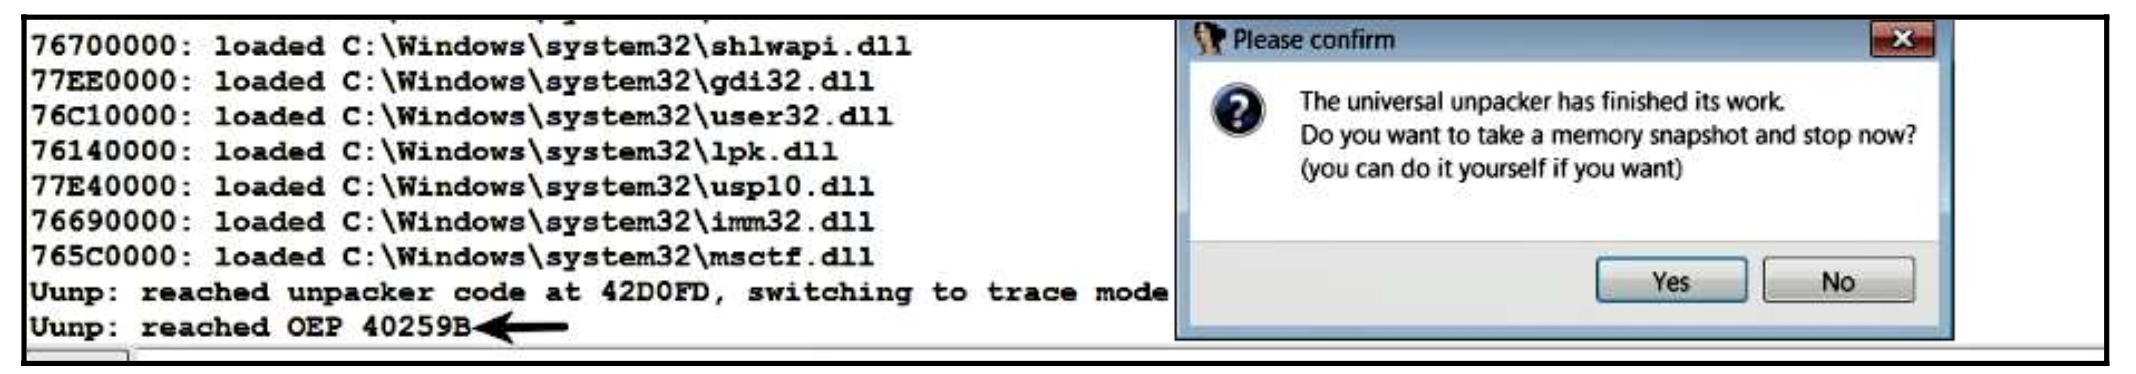 76700000: loaded C:\Windows\system32\shlwapi.dll
77EE0000: loaded C:\Windows\system32\gdi32.dll
76C10000: loaded C:\Windows\system32\user32.dll
76140000: loaded C:\Windows\system32\lpk.dll
77E40000: loaded C:\Windows\system32\usp10.dll
76690000: loaded C:\Windows\system32\imm32.dll
765C0000: loaded C:\Windows\system32\msctf.dll
Uunp: reached unpacker code at 42D0FD, switching to trace mode
Uunp: reached OEP 40259B
Please confirm
The universal unpacker has finished its work.
Do you want to take a memory snapshot and stop now?
(you can do it yourself if you want)
Yes
No